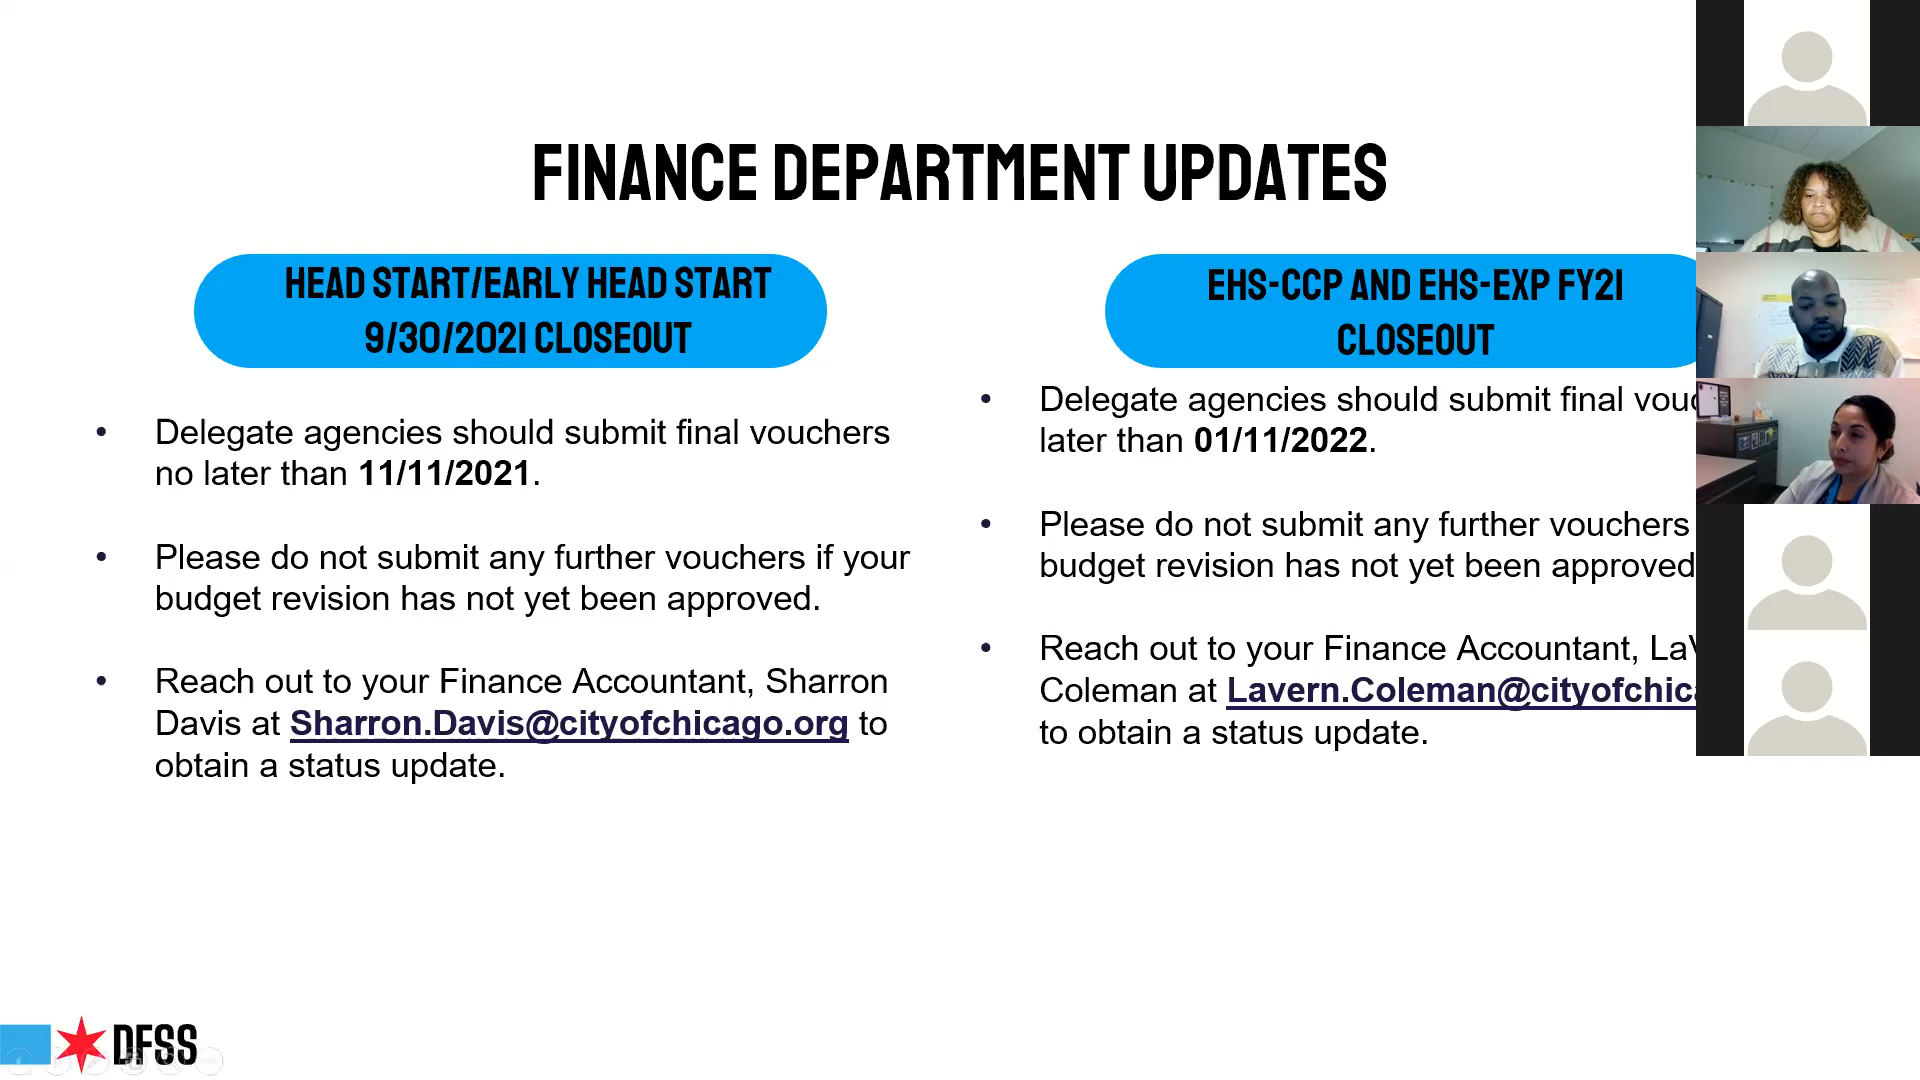 FINANCE DEPARTMENT UPDATES
HEAD START/EARLY HEAD START
9/30/2021 CLOSEOUT
Delegate agencies should submit final vouchers
no later than 11/11/2021.
Please do not submit any further vouchers if your
budget revision has not yet been approved.
Reach out to your Finance Accountant, Sharron
Davis at Sharron.Davis@cityofchicago.org to
obtain a status update.
EHS-CCP AND EHS-EXP FY21
CLOSEOUT
Delegate agencies should submit final
later than 01/11/2022.
Please do not submit any further vouchers
budget revision has not yet been approved
Reach out to your Finance Accountant,
Coleman at
to obtain a status update.
DFSS